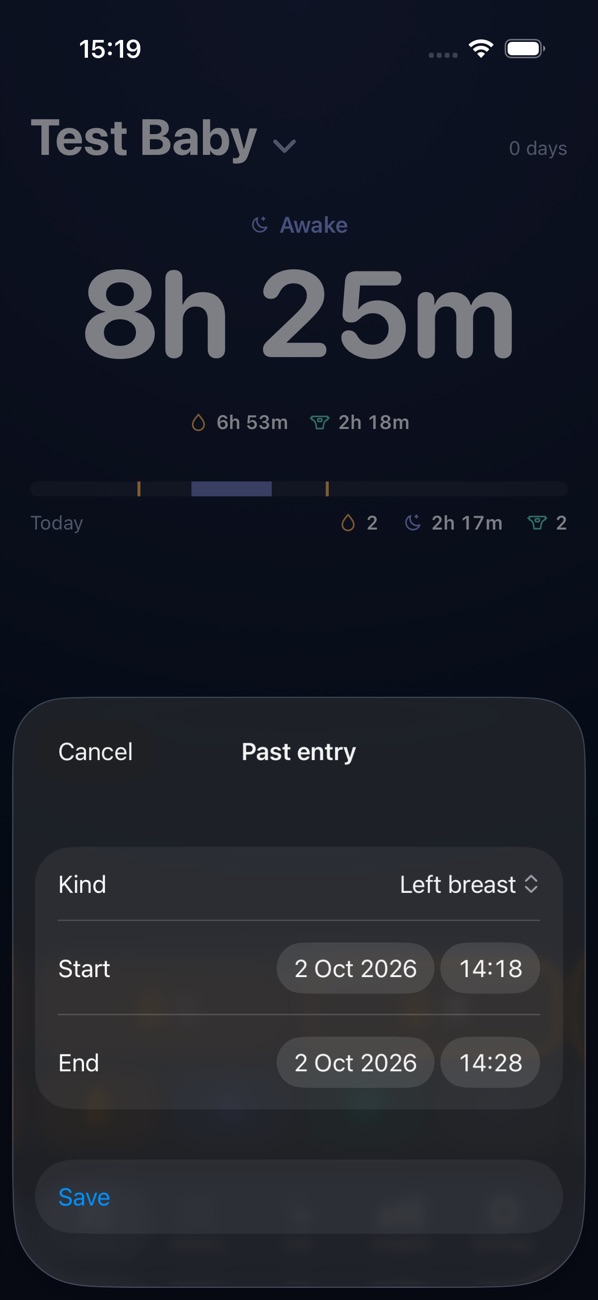 15:19
Test Baby
0 days
Awake
8h 25m
6h 53m 2h 18m
Today 2 2h 17m 2
Cancel Past entry
Kind Left breast
Start 2 Oct 2026 14:18
End 2 Oct 2026 14:28
Save